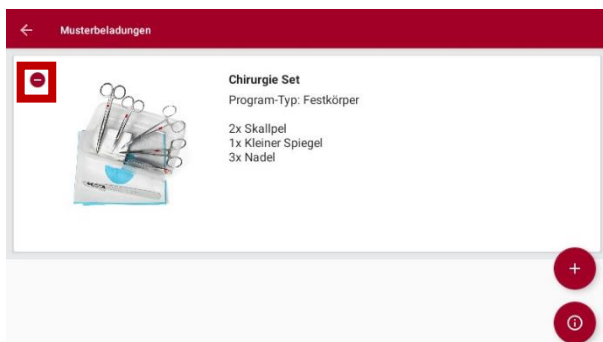 Musterbeladungen
Chirurgie Set
Program-Typ: Festkörper
2x Skallpel
1x Kleiner Spiegel
3x Nadel